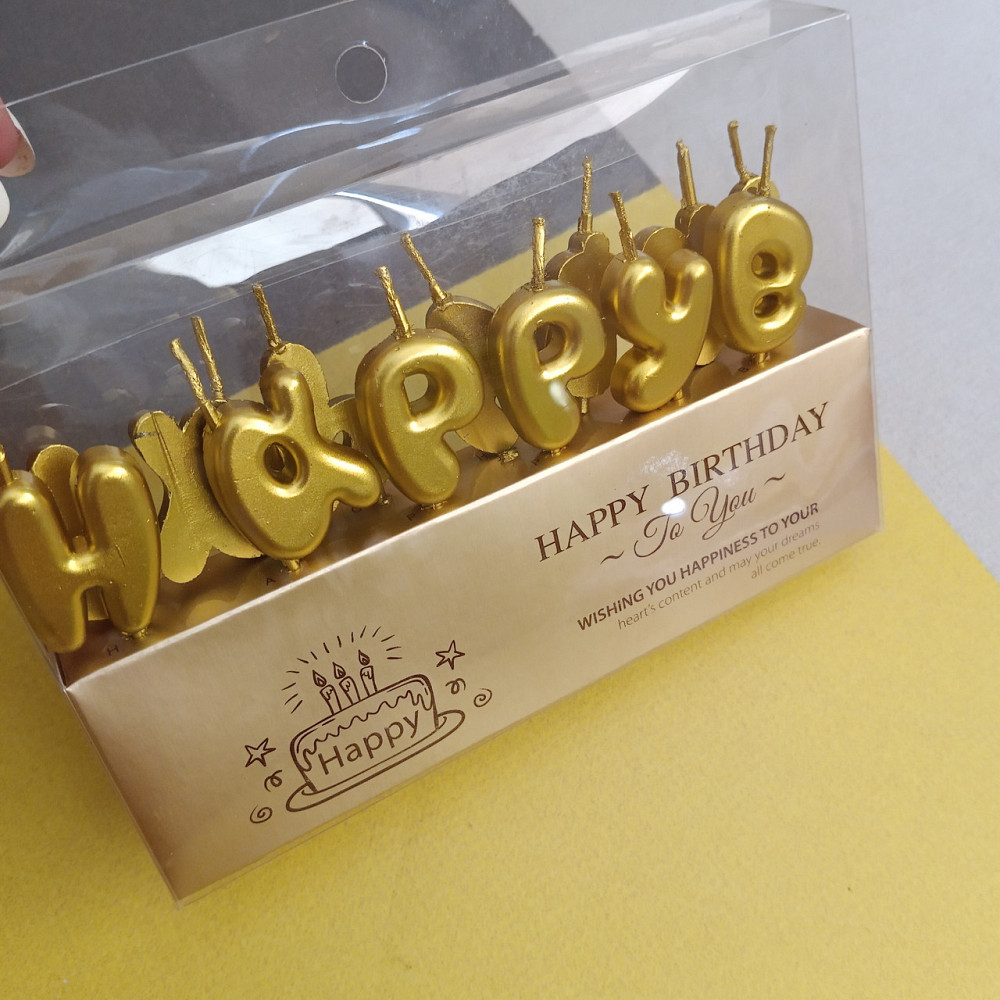 HAPPYB
HAPPY BIRTHDAY
~ To You ~
WISHING YOU HAPPINESS TO YOUR
heart's content and may your dreams
all come true
Happy
H
A
P